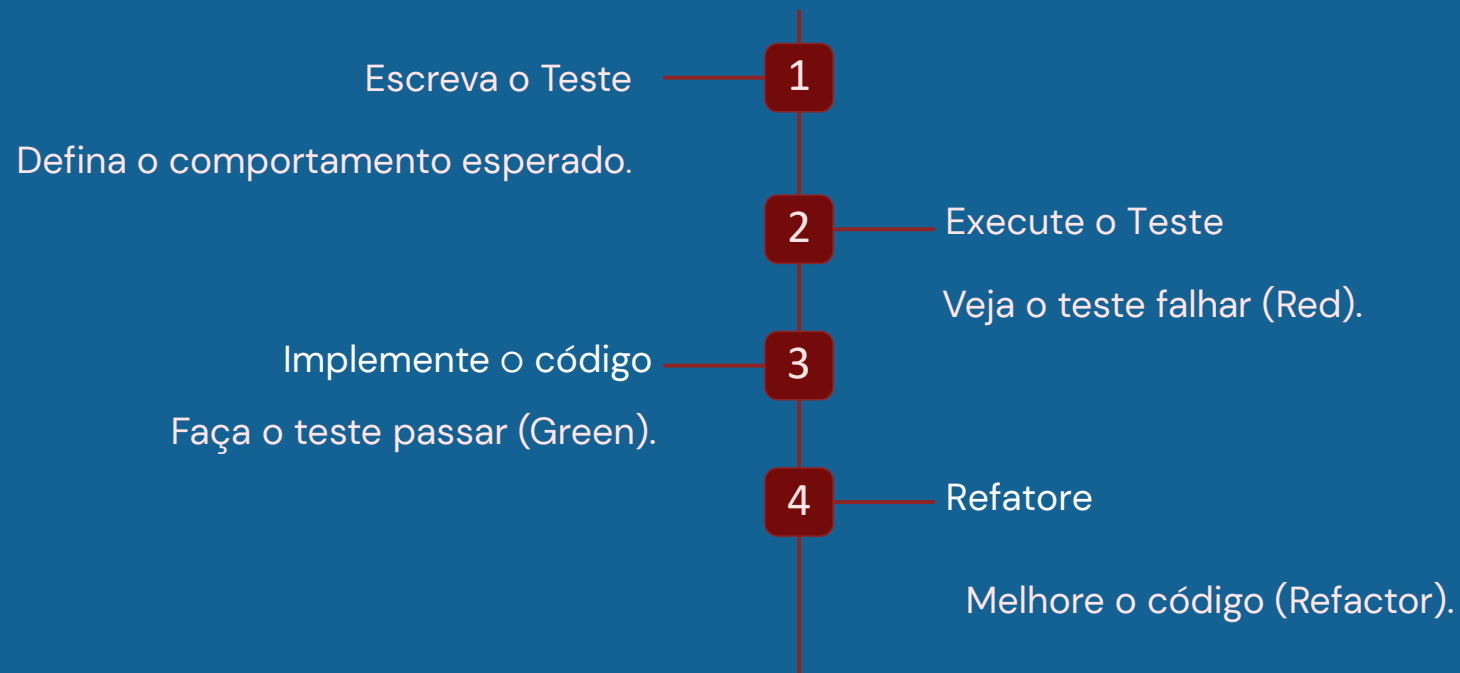 1
Escreva o Teste
Defina o comportamento esperado.
2
Execute o Teste
Veja o teste falhar (Red).
3
Implemente o código
Faça o teste passar (Green).
4
Refatore
Melhore o código (Refactor).